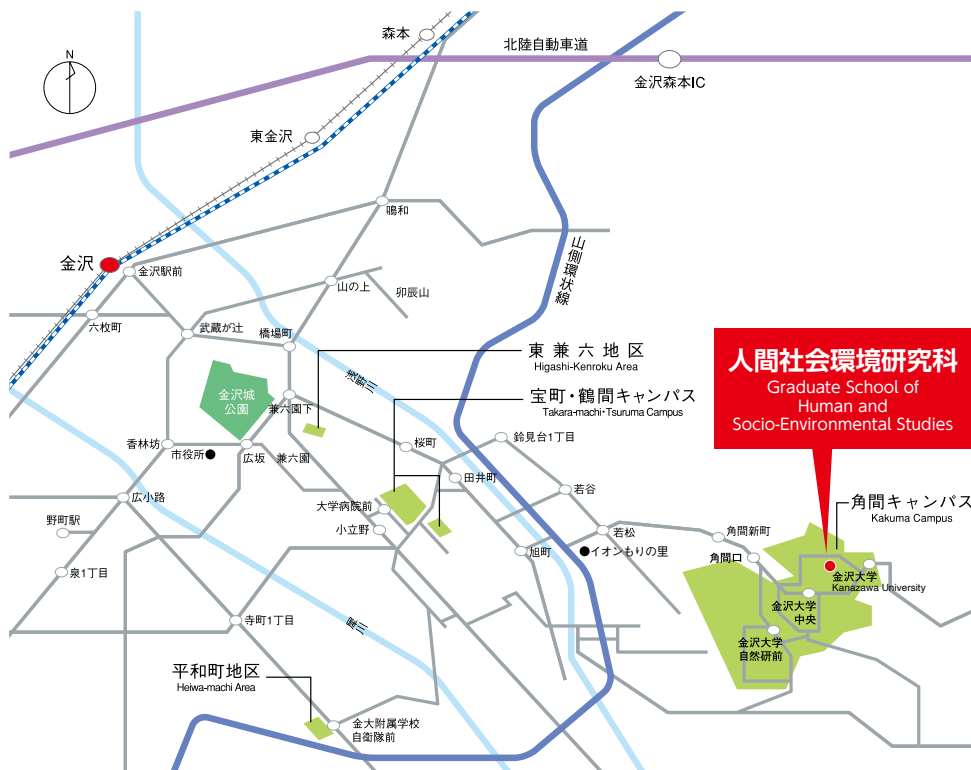 森本
北陸自動車道
N
金沢森本IC
東金沢
鳴和
山側環状線
金沢
金沢駅前
山の上
卯辰山
六枚町
武蔵が辻
橋場町
浅野川
東兼六地区
Higashi-Kenroku Area
人間社会環境研究科
Graduate School of
Human and
Socio-Environmental Studies
金沢城
公園
兼六園下
宝町・鶴間キャンパス
Takara-machi・Tsuruma Campus
香林坊
市役所
広坂
兼六園
桜町
鈴見台1丁目
田井町
若谷
広小路
大学病院前
角間キャンパス
Kakuma Campus
野町駅
小立野
若松
角間新町
旭町
イオンもりの里
角間口
泉1丁目
金沢大学
Kanazawa University
金沢大学
中央
寺町1丁目
犀川
金沢大学
自然研前
平和町地区
Heiwa-machi Area
金大附属学校
自衛隊前